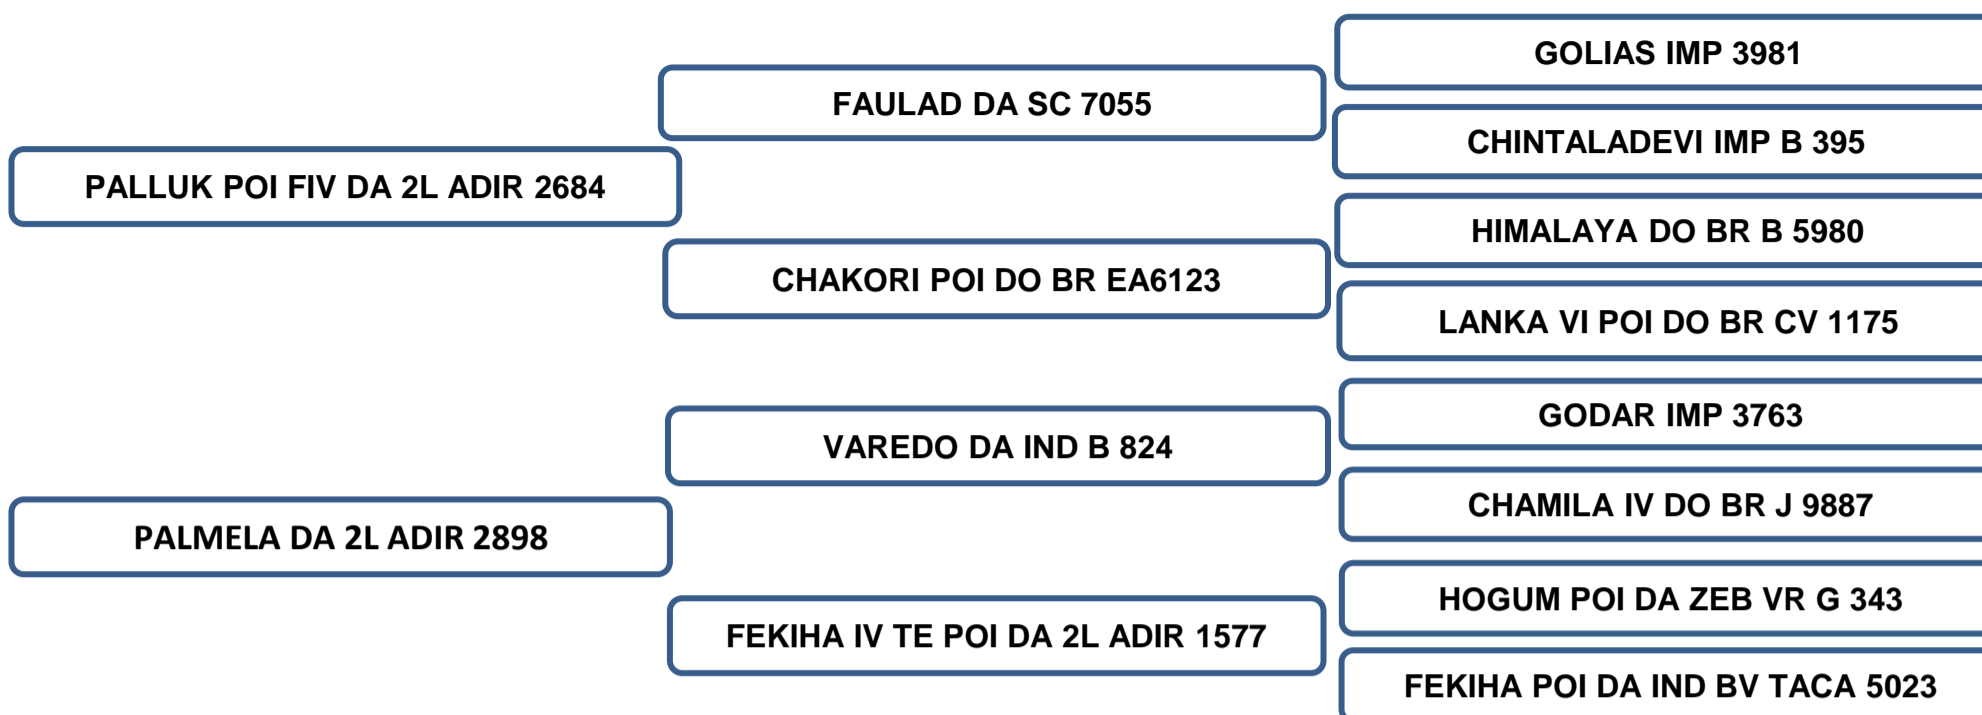 GOLIAS IMP 3981
FAULAD DA SC 7055
CHINTALADEVI IMP B 395
PALLUK POI FIV DA 2L ADIR 2684
HIMALAYA DO BR B 5980
CHAKORI POI DO BR EA6123
LANKA VI POI DO BR CV 1175
GODAR IMP 3763
VAREDO DA IND B 824
CHAMILA IV DO BR J 9887
PALMELA DA 2L ADIR 2898
HOGUM POI DA ZEB VR G 343
FEKIHA IV TE POI DA 2L ADIR 1577
FEKIHA POI DA IND BV TACA 5023